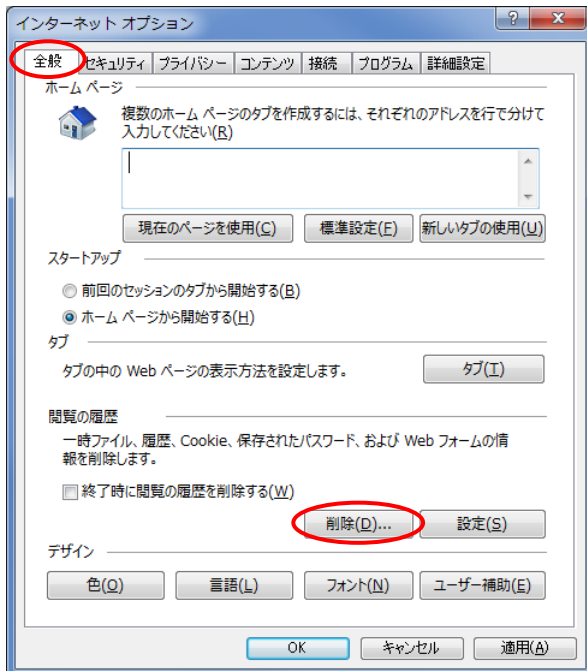 インターネット オプション
全般 セキュリティ プライバシー コンテンツ 接続 プログラム 詳細設定
ホーム ページ
複数のホーム ページのタブを作成するには、それぞれのアドレスを行で分けて
入力してください(R)
現在のページを使用(C) 標準設定(F) 新しいタブの使用(U)
スタートアップ
前回のセッションのタブから開始する(B)
ホーム ページから開始する(H)
タブ
タブの中の Web ページの表示方法を設定します。 タブ(T)
閲覧の履歴
一時ファイル、履歴、Cookie、保存されたパスワード、および Web フォームの情
報を削除します。
終了時に閲覧の履歴を削除する(W)
削除(D)... 設定(S)
デザイン
色(O) 言語(L) フォント(N) ユーザー補助(E)
OK キャンセル 適用(A)